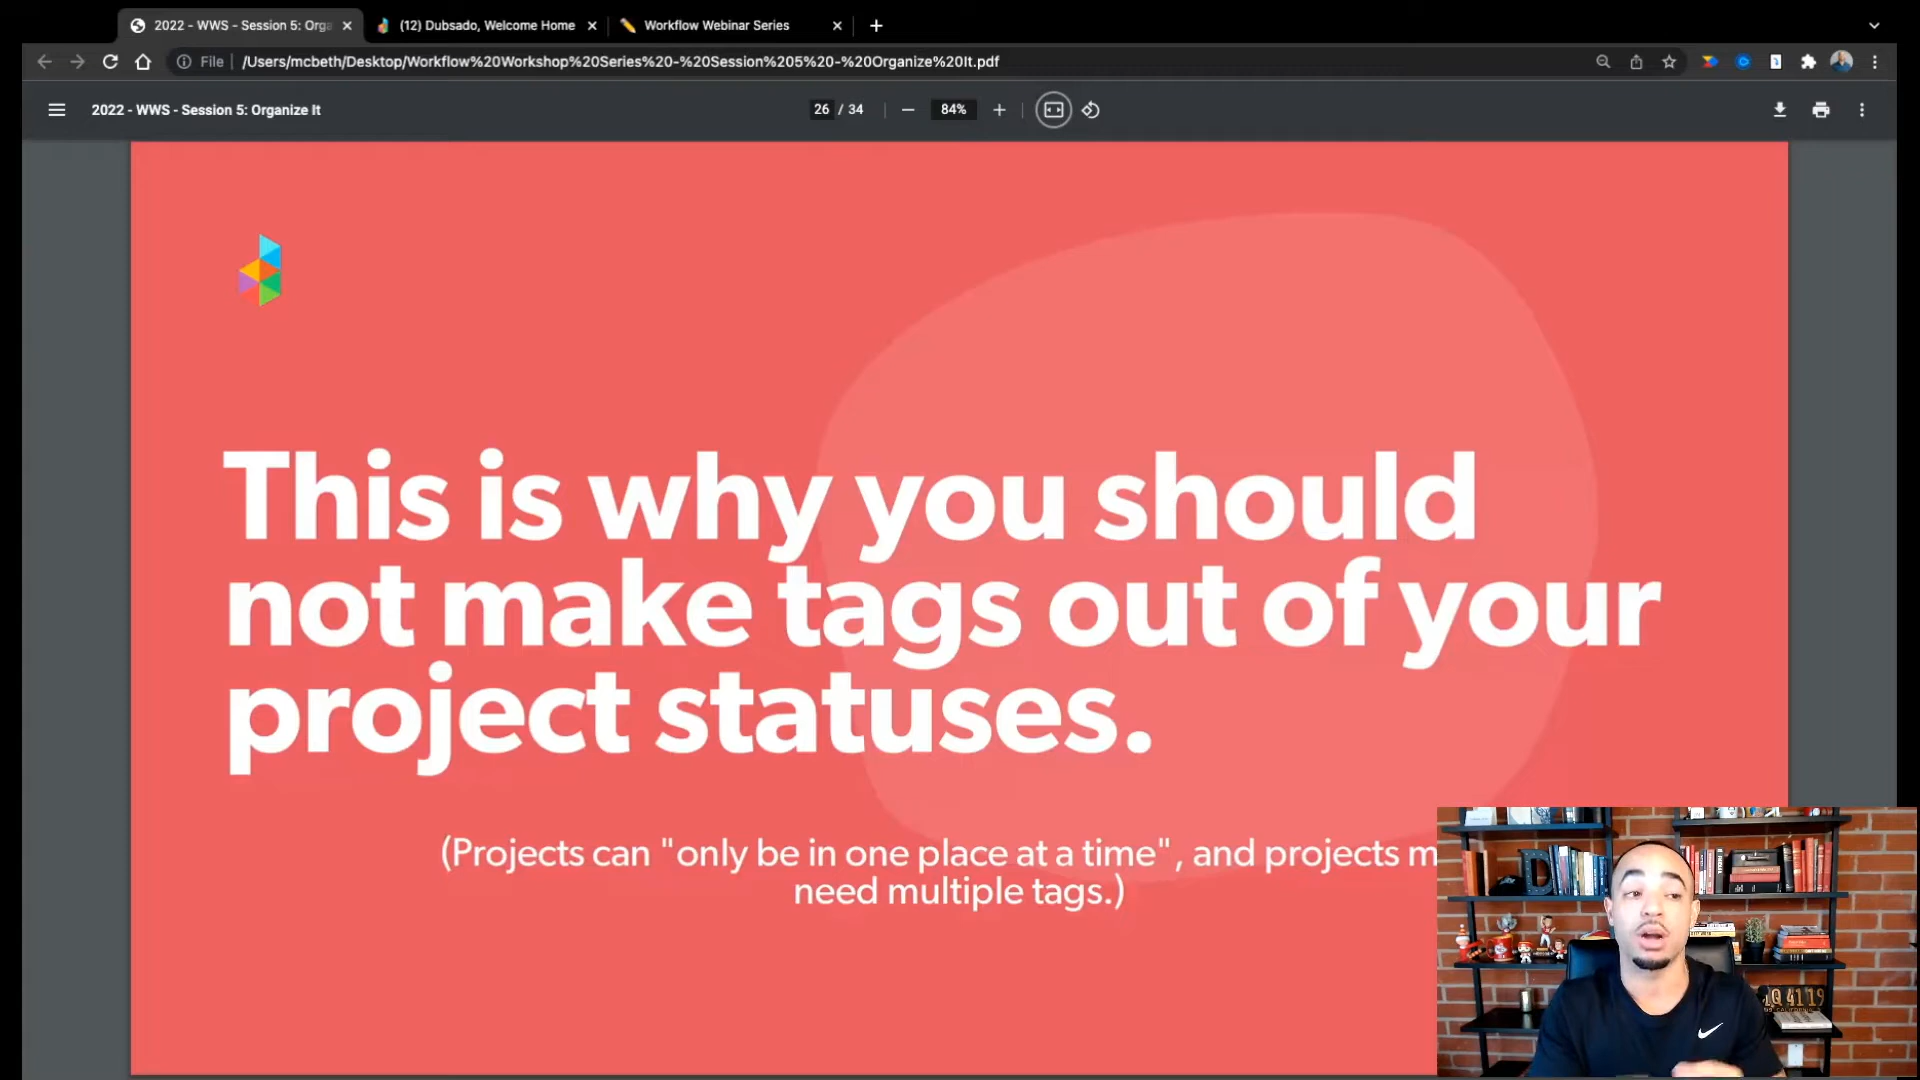 2022 - WWS - Session 5: Orga
(12) Dubsado, Welcome Home
Workflow Webinar Series
File
/Users/mcbeth/Desktop/Workflow%20Workshop%20Series%20-%20Session%205%20-%20Organize%20It.pdf
2022 - WWS - Session 5: Organize It
26 / 34
84%
This is why you should
not make tags out of your
project statuses.
(Projects can "only be in one place at a time", and projects m
need multiple tags.)
D
1Q 41 19